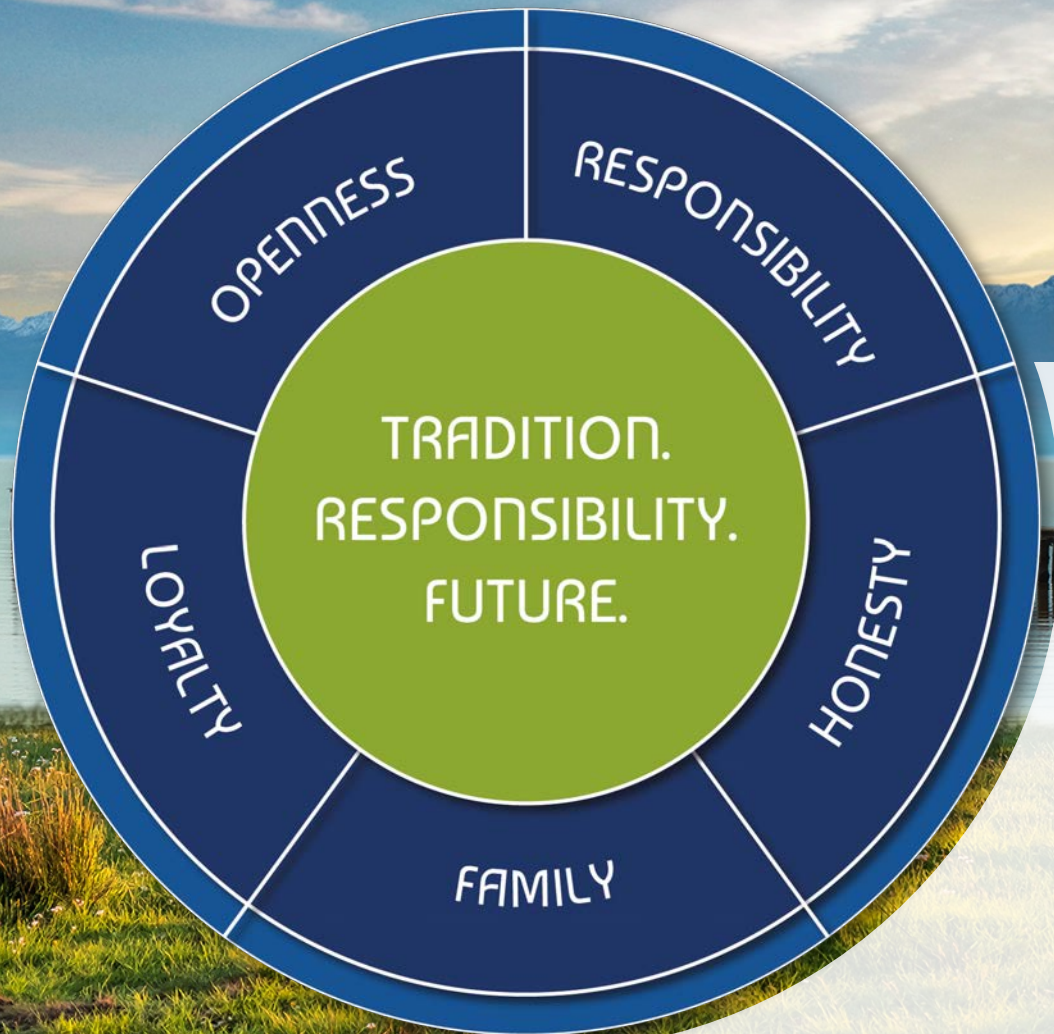 OPENNESS
RESPONSIBILITY
TRADITION.
RESPONSIBILITY.
FUTURE.
LOYALTY
HONESTY
FAMILY